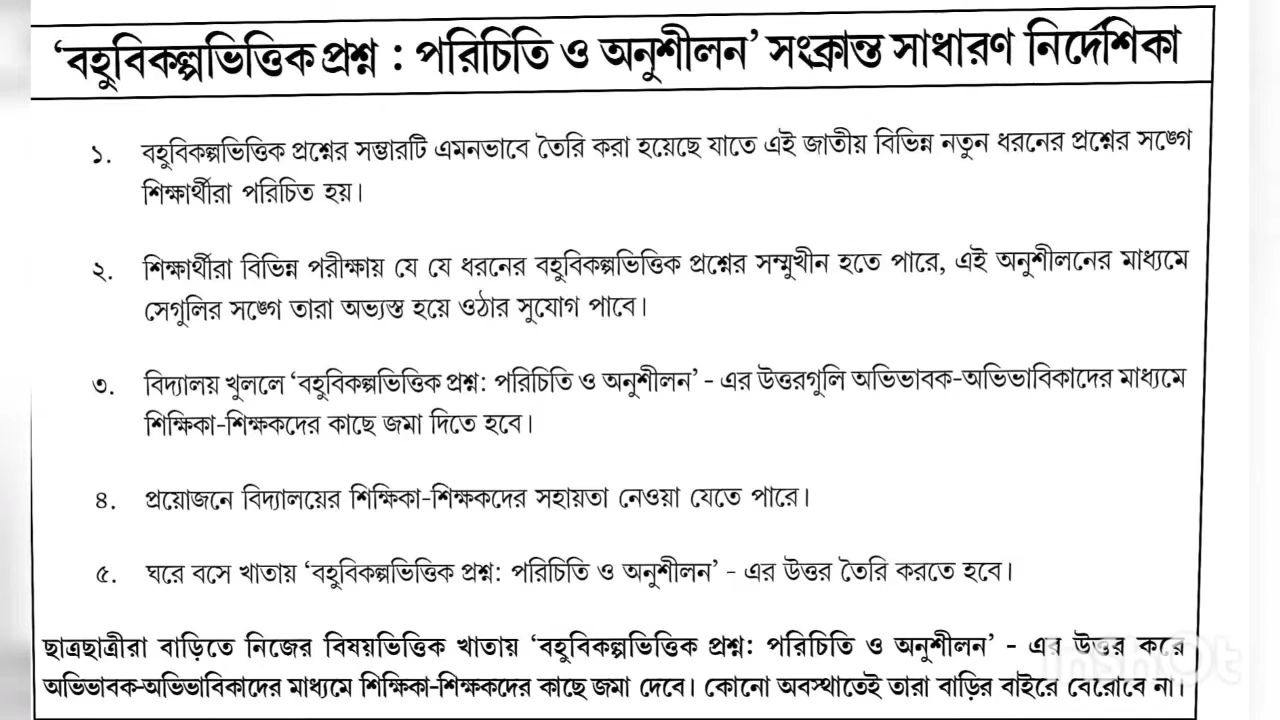 ‘বহুবিকল্পভিত্তিক প্রশ্ন : পরিচিতি ও অনুশীলন’ সংক্রান্ত সাধারণ নির্দেশিকা
১. বহুবিকল্পভিত্তিক প্রশ্নের সম্ভারটি এমনভাবে তৈরি করা হয়েছে যাতে এই জাতীয় বিভিন্ন নতুন ধরনের প্রশ্নের সঙ্গে
শিক্ষার্থীরা পরিচিত হয়।
২. শিক্ষার্থীরা বিভিন্ন পরীক্ষায় যে যে ধরনের বহুবিকল্পভিত্তিক প্রশ্নের সম্মুখীন হতে পারে, এই অনুশীলনের মাধ্যমে
সেগুলির সঙ্গে তারা অভ্যস্ত হয়ে ওঠার সুযোগ পাবে।
৩. বিদ্যালয় খুললে ‘বহুবিকল্পভিত্তিক প্রশ্ন: পরিচিতি ও অনুশীলন’ - এর উত্তরগুলি অভিভাবক-অভিভাবিকাদের মাধ্যমে
শিক্ষিকা-শিক্ষকদের কাছে জমা দিতে হবে।
৪. প্রয়োজনে বিদ্যালয়ের শিক্ষিকা-শিক্ষকদের সহায়তা নেওয়া যেতে পারে।
৫. ঘরে বসে খাতায় ‘বহুবিকল্পভিত্তিক প্রশ্ন: পরিচিতি ও অনুশীলন’ - এর উত্তর তৈরি করতে হবে।
ছাত্রছাত্রীরা বাড়িতে নিজের বিষয়ভিত্তিক খাতায় ‘বহুবিকল্পভিত্তিক প্রশ্ন: পরিচিতি ও অনুশীলন’ - এর উত্তর করে
অভিভাবক-অভিভাবিকাদের মাধ্যমে শিক্ষিকা-শিক্ষকদের কাছে জমা দেবে। কোনো অবস্থাতেই তারা বাড়ির বাইরে বেরোবে না।
InShOt